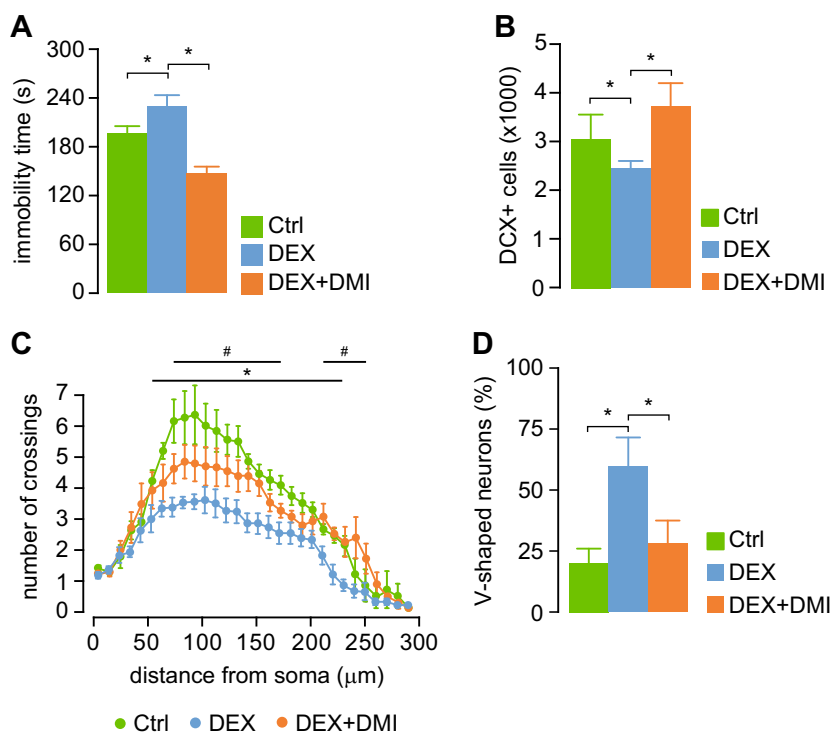 A
immobility time (s)
300
240
180
120
60
0
*
*
Ctrl
DEX
DEX+DMI
B
DCX+ cells (x1000)
5
4
3
2
1
0
*
*
Ctrl
DEX
DEX+DMI
C
number of crossings
7
6
5
4
3
2
1
0
#
#
*
0 50 100 150 200 250 300
distance from soma (μm)
Ctrl DEX DEX+DMI
D
V-shaped neurons (%)
100
75
50
25
0
*
*
Ctrl
DEX
DEX+DMI